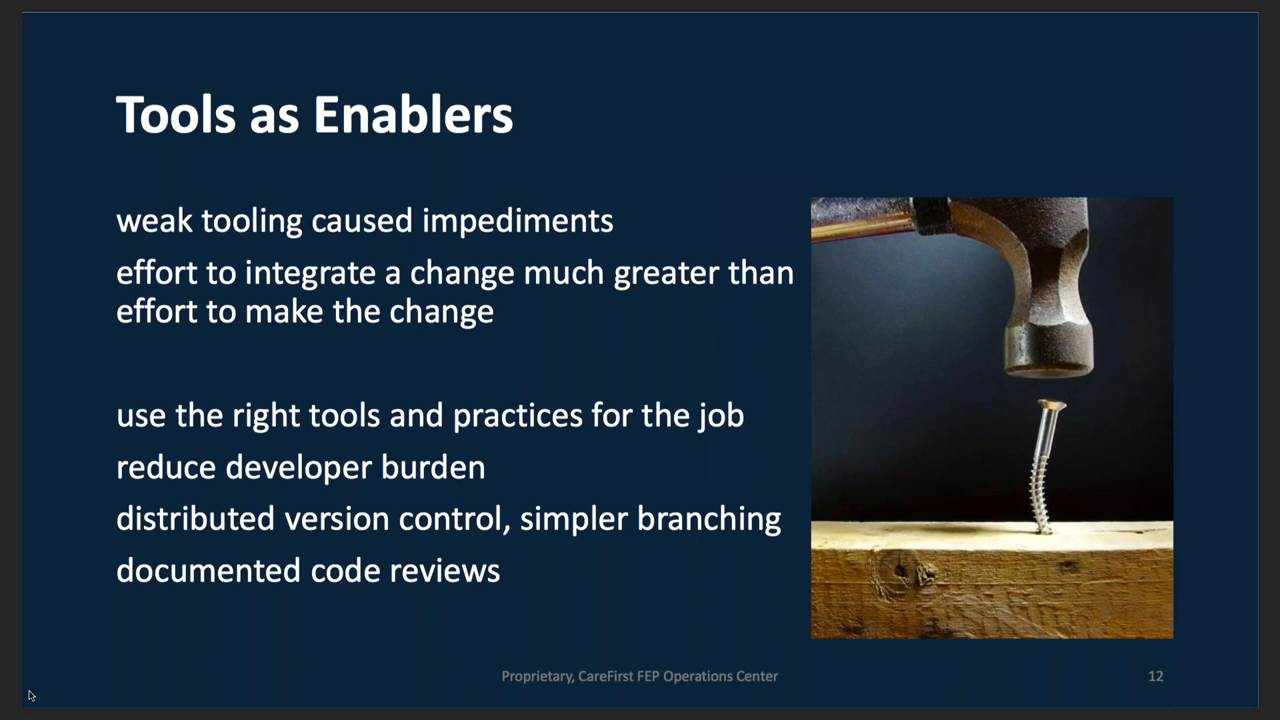 Tools as Enablers
weak tooling caused impediments
effort to integrate a change much greater than
effort to make the change
use the right tools and practices for the job
reduce developer burden
distributed version control, simpler branching
documented code reviews
Proprietary, CareFirst FEP Operations Center
12